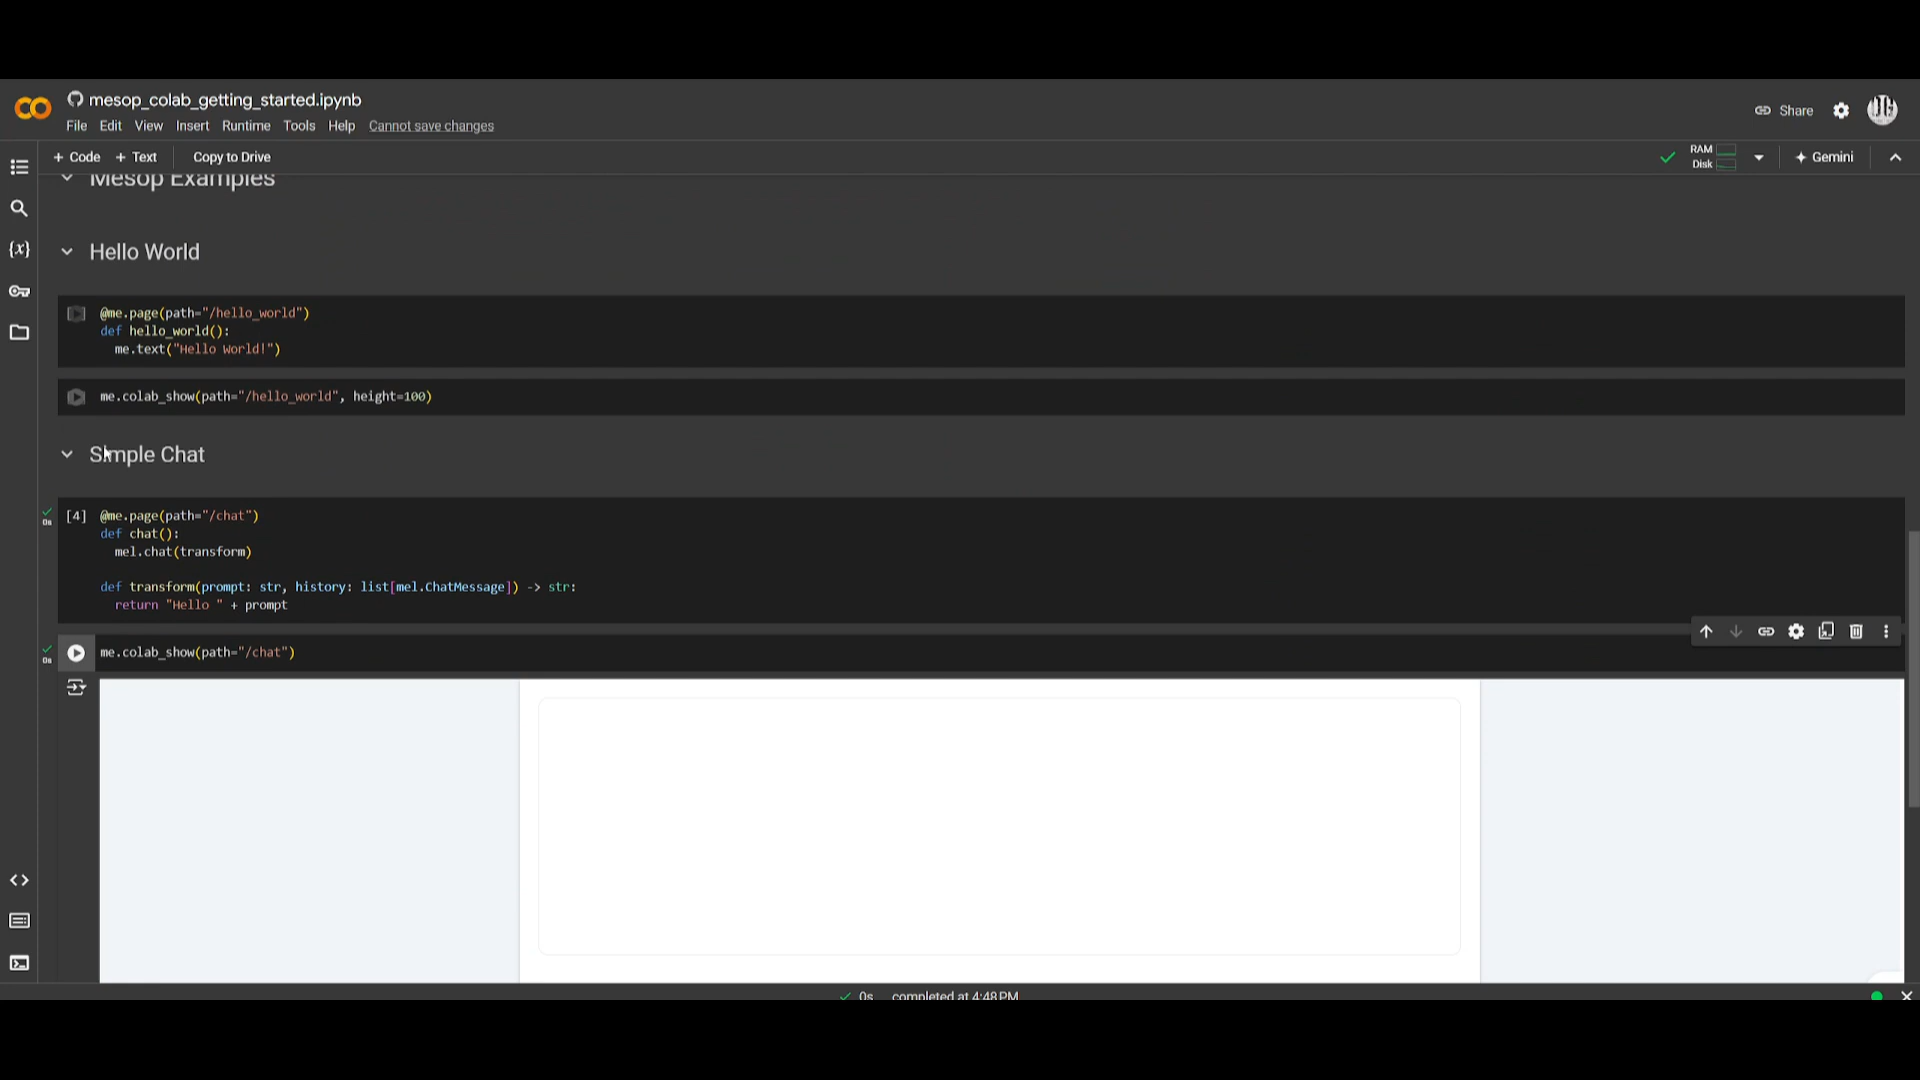 mesop_colab_getting_started.ipynb
Share
File Edit View Insert Runtime Tools Help Cannot save changes
+ Code + Text Copy to Drive
RAM
Disk
Gemini
Mesop Examples
Hello World
@me.page(path="/hello_world")
def hello_world():
me.text("Hello World!")
me.colab_show(path="/hello_world", height=100)
Simple Chat
0s
[4] @me.page(path="/chat")
def chat():
mel.chat(transform)
def transform(prompt: str, history: list[mel.ChatMessage]) -> str:
return "Hello " + prompt
0s
me.colab_show(path="/chat")
0s completed at 4:48 PM